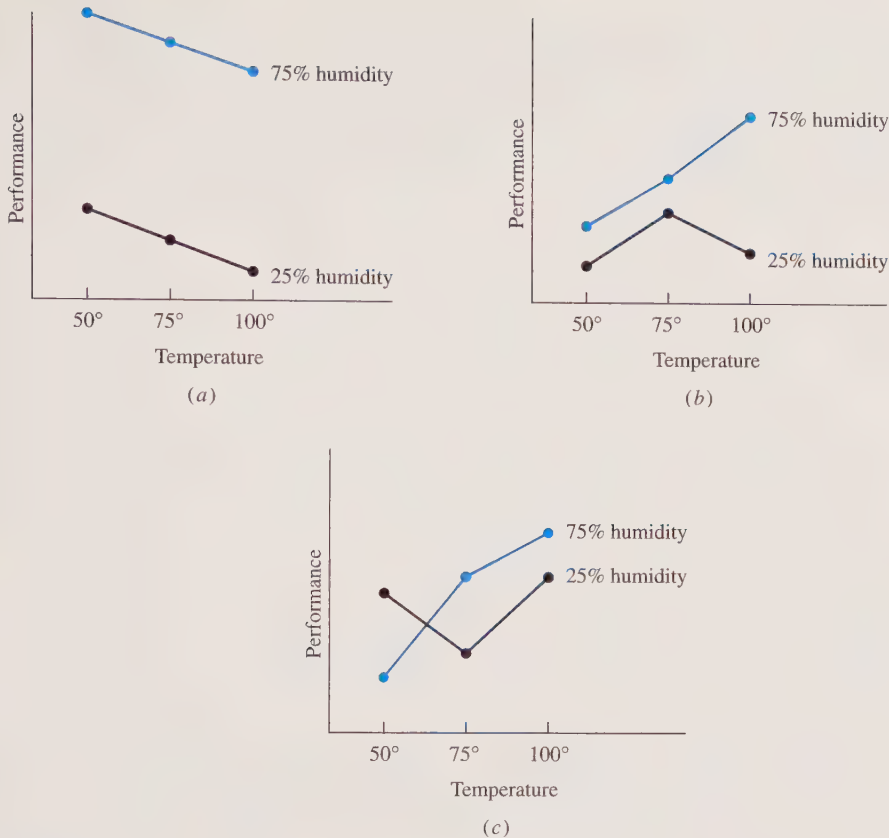 Performance
75% humidity
25% humidity
50° 75° 100°
Temperature
(a)
Performance
75% humidity
25% humidity
50° 75° 100°
Temperature
(b)
Performance
75% humidity
25% humidity
50° 75° 100°
Temperature
(c)